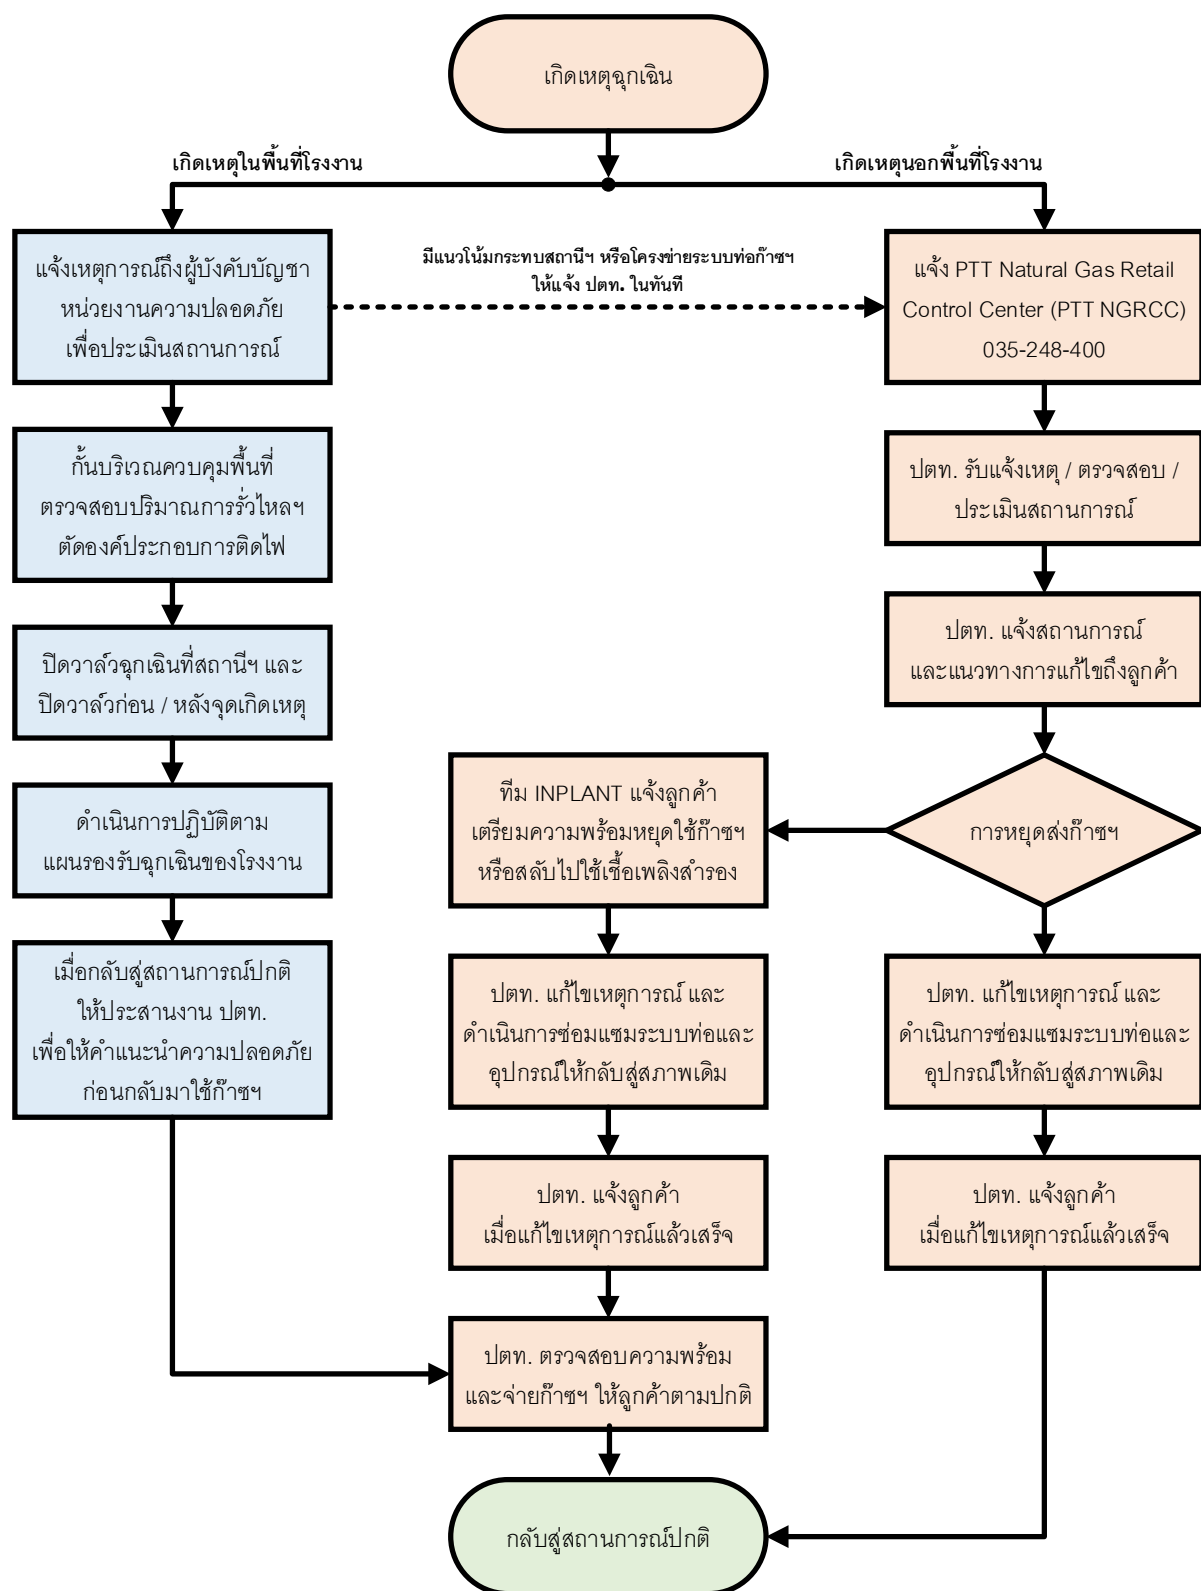 เกิดเหตุฉุกเฉิน
เกิดเหตุในพื้นที่โรงงาน
เกิดเหตุนอกพื้นที่โรงงาน
แจ้งเหตุการณ์ถึงผู้บังคับบัญชา
หน่วยงานความปลอดภัย
เพื่อประเมินสถานการณ์
มีแนวโน้มกระทบสถานีฯ หรือโครงข่ายระบบท่อก๊าซฯ
ให้แจ้ง ปตท. ในทันที
แจ้ง PTT Natural Gas Retail
Control Center (PTT NGRCC)
035-248-400
กั้นบริเวณควบคุมพื้นที่
ตรวจสอบปริมาณการรั่วไหลฯ
ตัดองค์ประกอบการติดไฟ
ปตท. รับแจ้งเหตุ / ตรวจสอบ /
ประเมินสถานการณ์
ปิดวาล์วฉุกเฉินที่สถานีฯ และ
ปิดวาล์วก่อน / หลังจุดเกิดเหตุ
ปตท. แจ้งสถานการณ์
และแนวทางการแก้ไขถึงลูกค้า
ดำเนินการปฏิบัติตาม
แผนรองรับฉุกเฉินของโรงงาน
ทีม INPLANT แจ้งลูกค้า
เตรียมความพร้อมหยุดใช้ก๊าซฯ
หรือสลับไปใช้เชื้อเพลิงสำรอง
การหยุดส่งก๊าซฯ
เมื่อกลับสู่สถานการณ์ปกติ
ให้ประสานงาน ปตท.
เพื่อให้คำแนะนำความปลอดภัย
ก่อนกลับมาใช้ก๊าซฯ
ปตท. แก้ไขเหตุการณ์ และ
ดำเนินการซ่อมแซมระบบท่อและ
อุปกรณ์ให้กลับสู่สภาพเดิม
ปตท. แก้ไขเหตุการณ์ และ
ดำเนินการซ่อมแซมระบบท่อและ
อุปกรณ์ให้กลับสู่สภาพเดิม
ปตท. แจ้งลูกค้า
เมื่อแก้ไขเหตุการณ์แล้วเสร็จ
ปตท. แจ้งลูกค้า
เมื่อแก้ไขเหตุการณ์แล้วเสร็จ
ปตท. ตรวจสอบความพร้อม
และจ่ายก๊าซฯ ให้ลูกค้าตามปกติ
กลับสู่สถานการณ์ปกติ